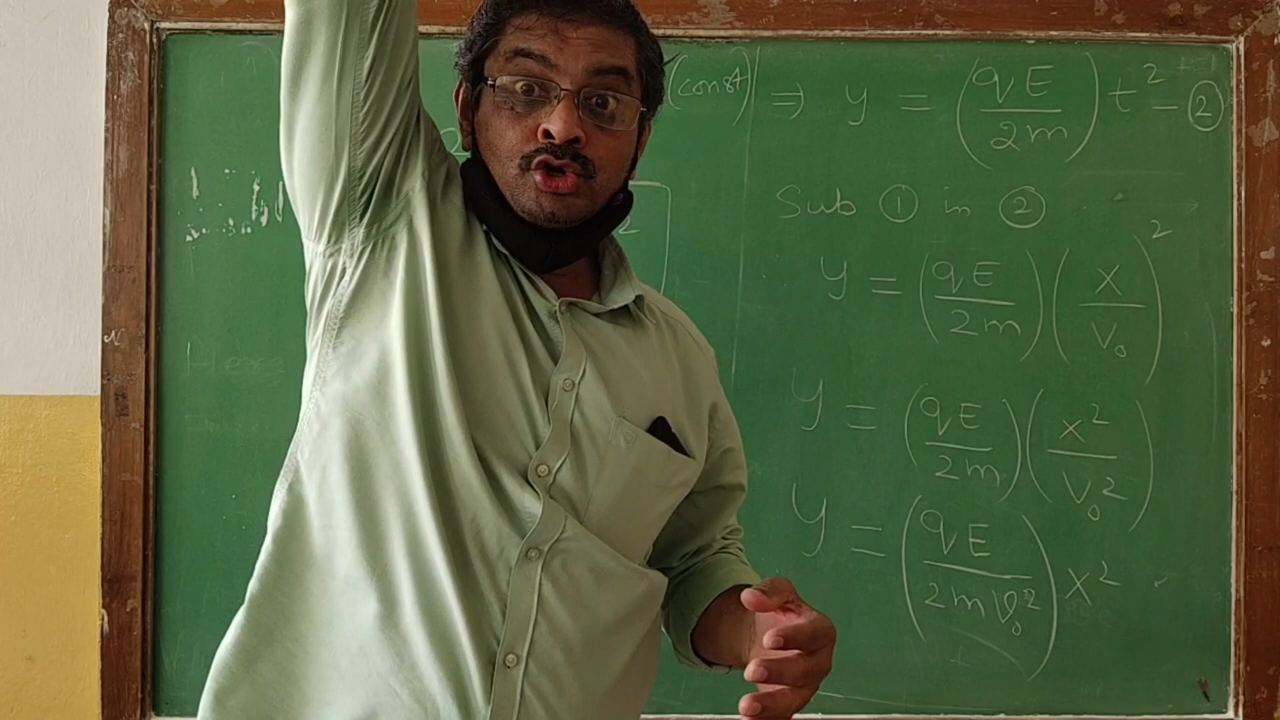 (const) ⇒ y = (qE/2m) t² – ②
Sub ① in ②
y = (qE/2m) (x/V₀)²
y = (qE/2m) (x²/V₀²)
y = (qE/2mV₀²) x²